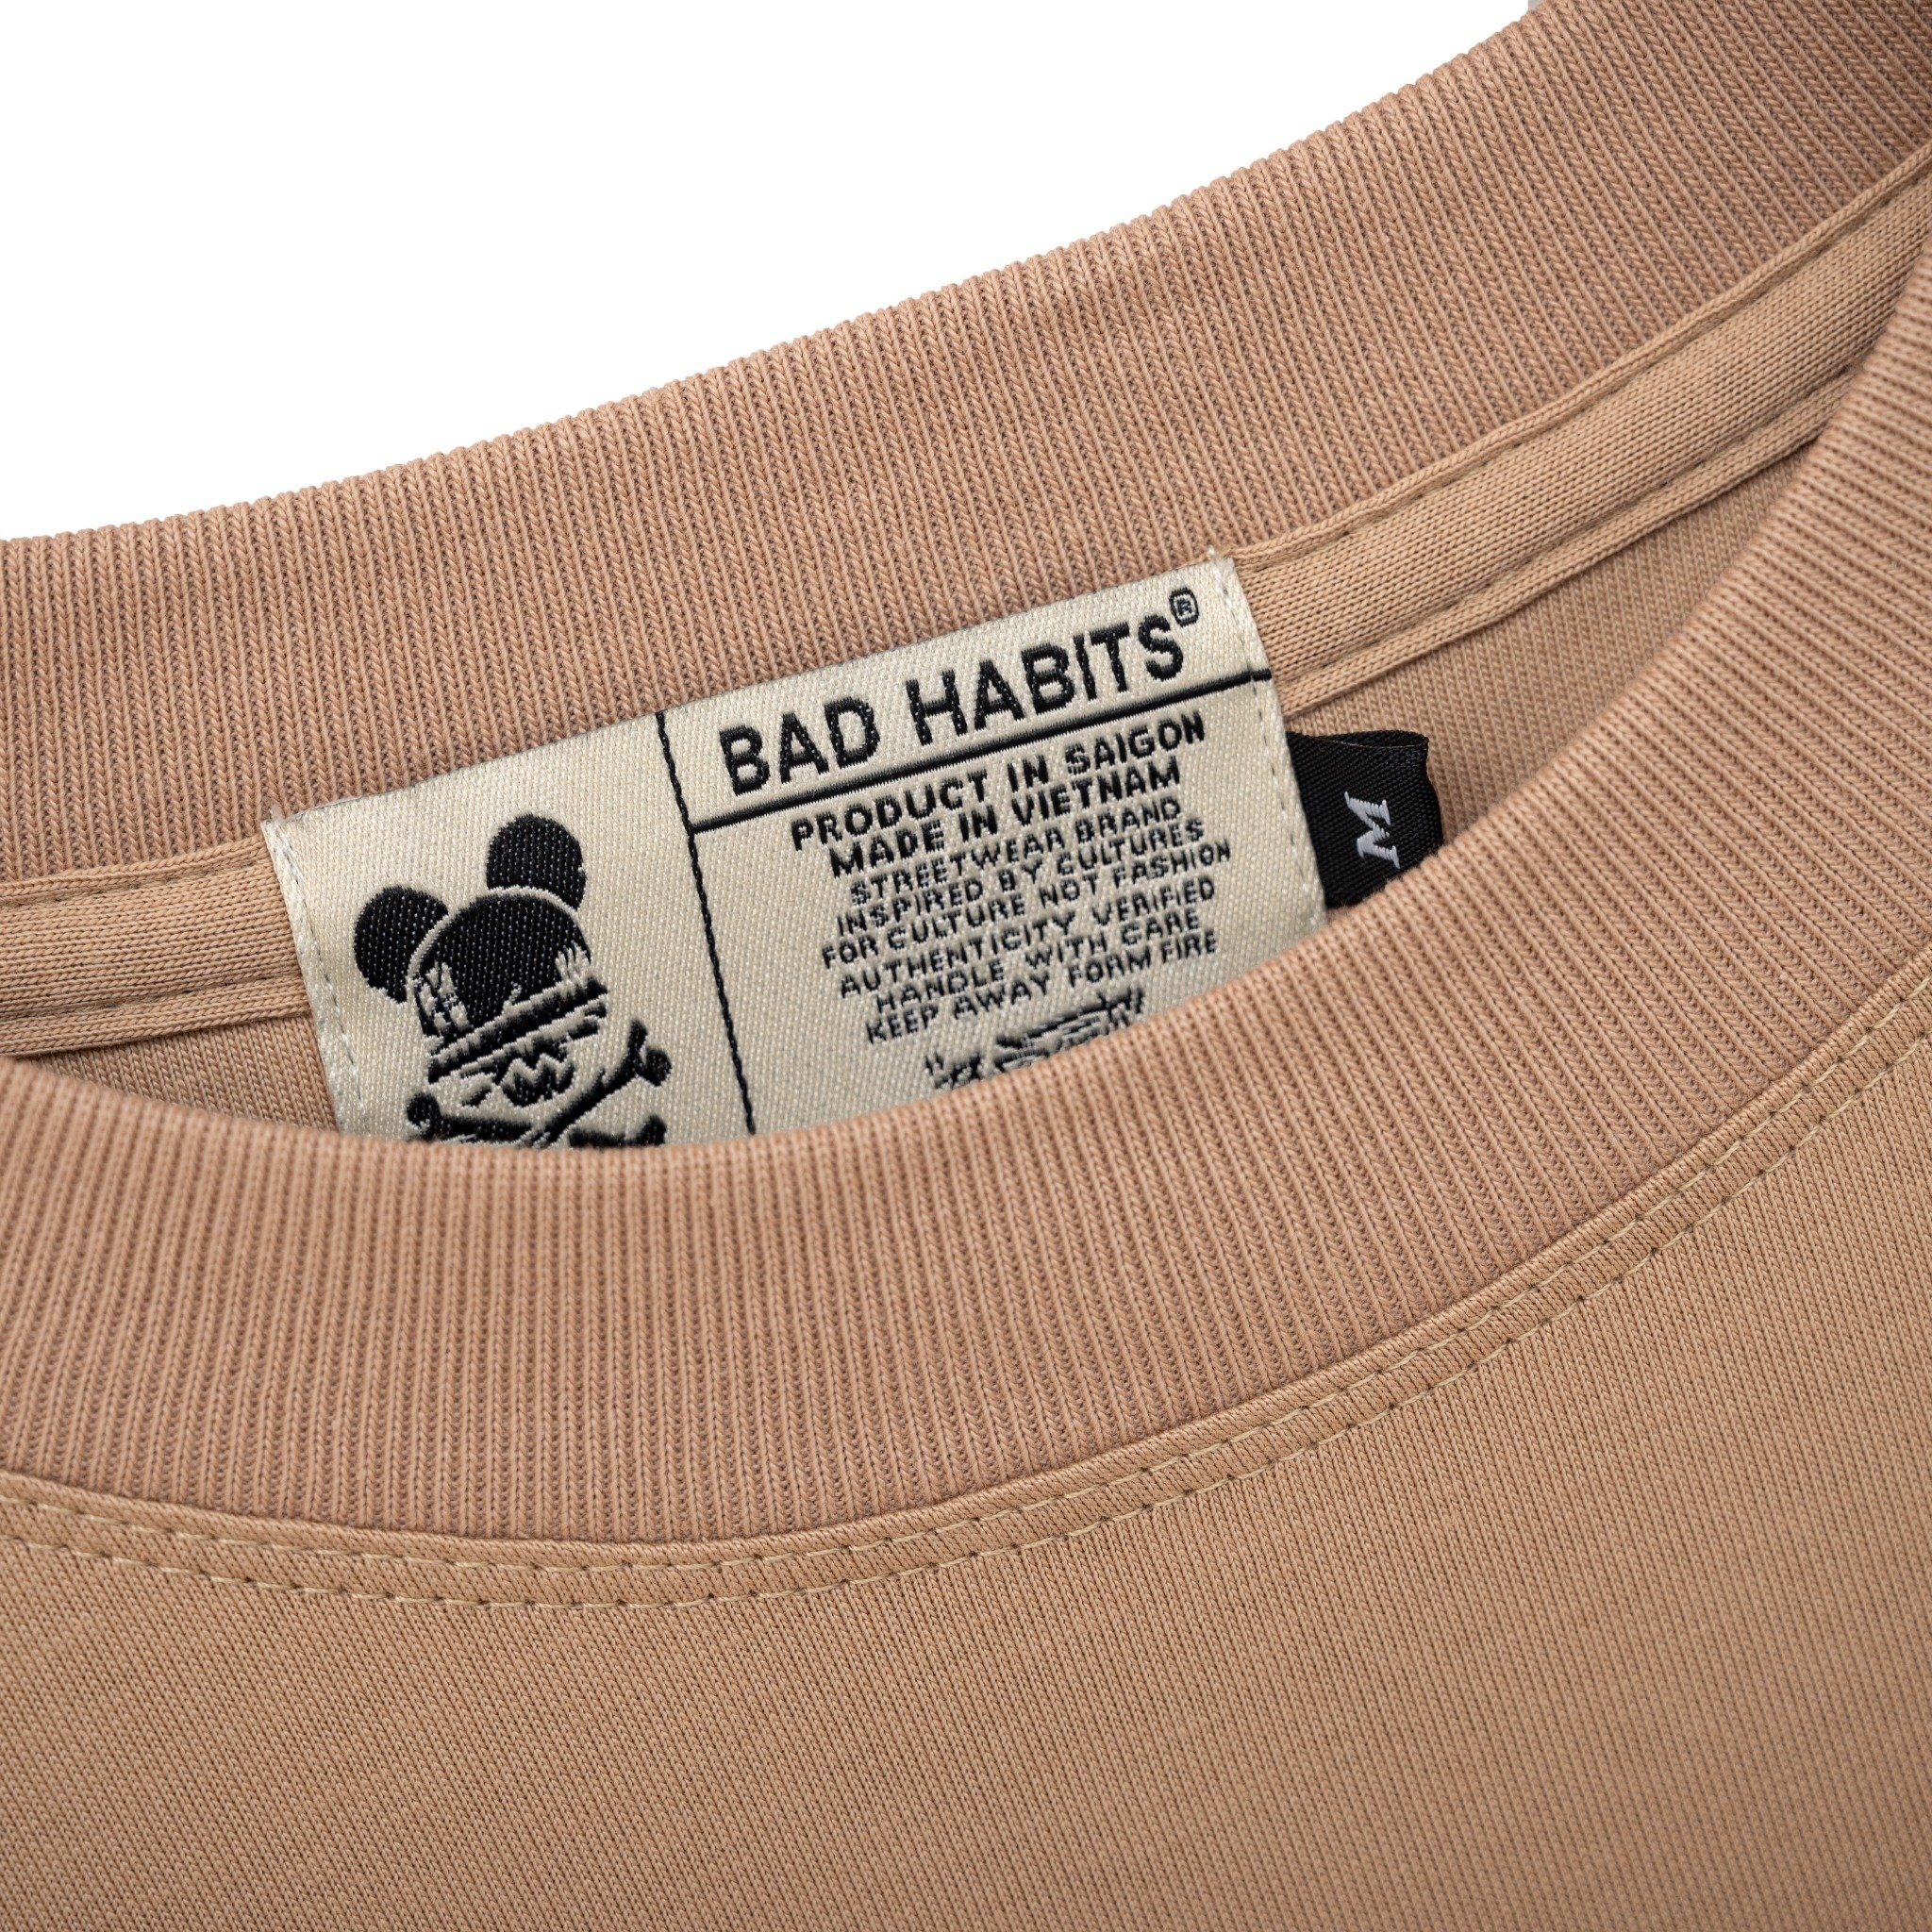 BAD HABITS®
PRODUCT IN SAIGON
MADE IN VIETNAM
STREETWEAR BRAND
INSPIRED BY CULTURES
FOR CULTURE NOT FASHION
AUTHENTICITY VERIFIED
HANDLE WITH CARE
KEEP AWAY FORM FIRE
M